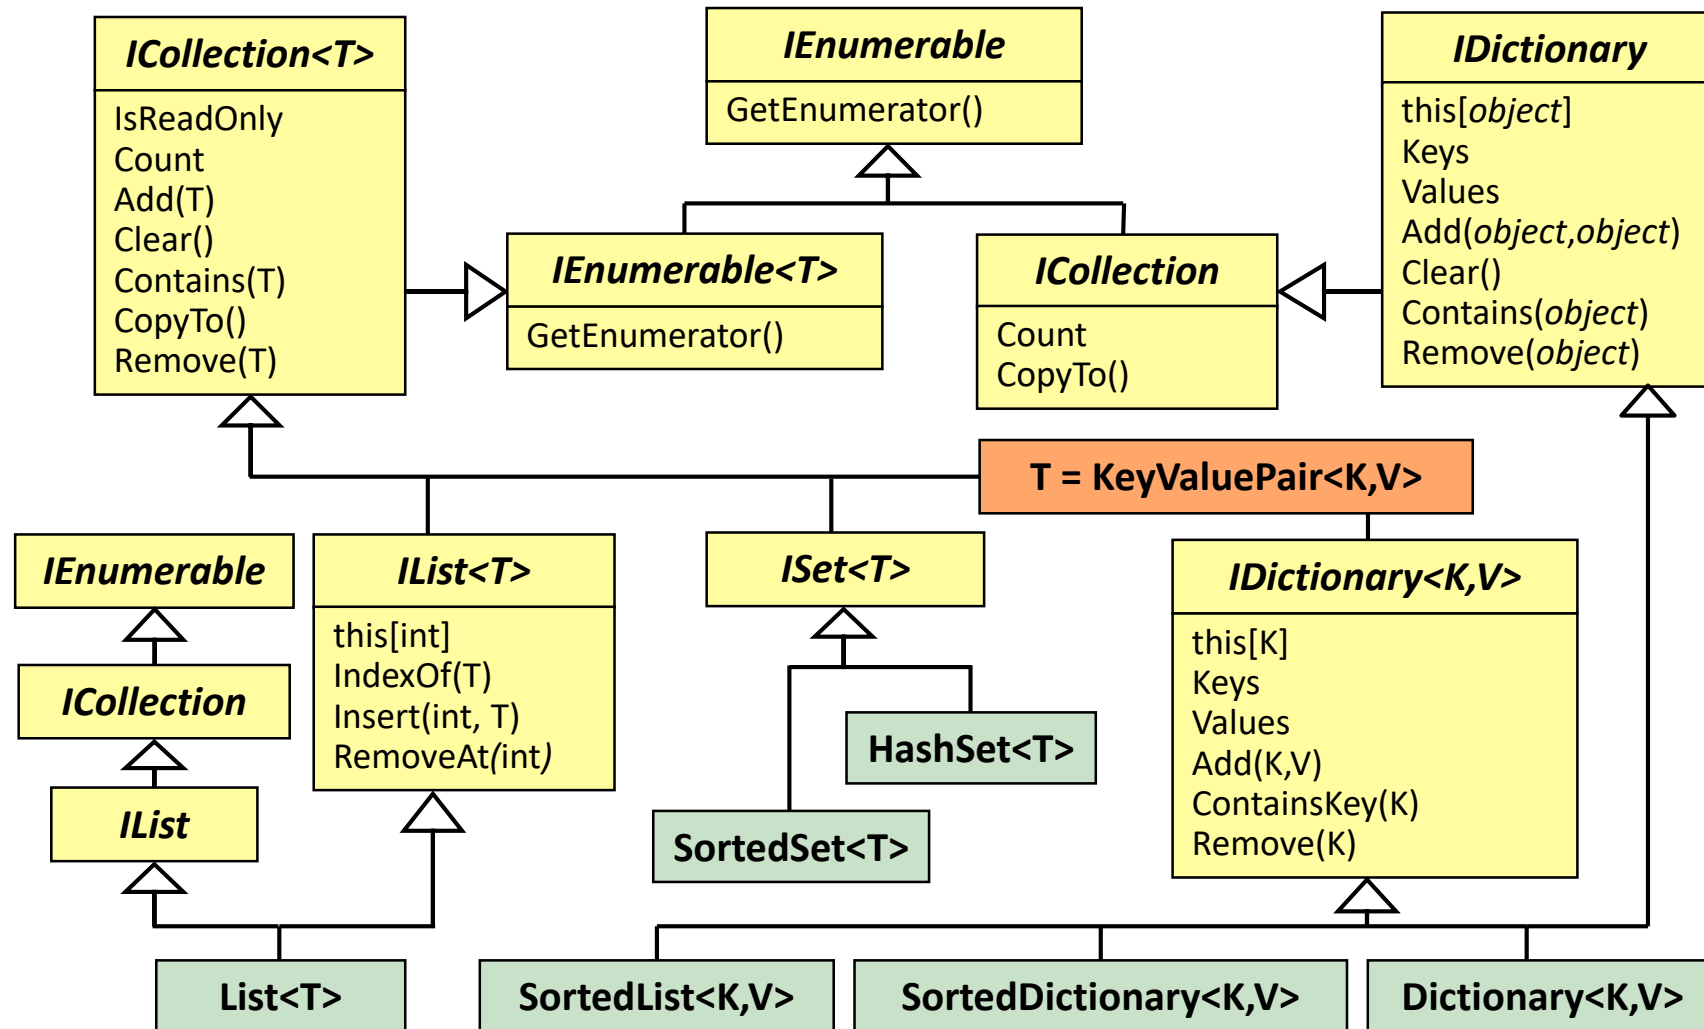 ICollection<T>
IsReadOnly
Count
Add(T)
Clear()
Contains(T)
CopyTo()
Remove(T)
IEnumerable
GetEnumerator()
IDictionary
this[object]
Keys
Values
Add(object,object)
Clear()
Contains(object)
Remove(object)
IEnumerable<T>
GetEnumerator()
ICollection
Count
CopyTo()
T = KeyValuePair<K,V>
IEnumerable
ICollection
IList
IList<T>
this[int]
IndexOf(T)
Insert(int, T)
RemoveAt(int)
ISet<T>
HashSet<T>
SortedSet<T>
IDictionary<K,V>
this[K]
Keys
Values
Add(K,V)
ContainsKey(K)
Remove(K)
List<T>
SortedList<K,V>
SortedDictionary<K,V>
Dictionary<K,V>